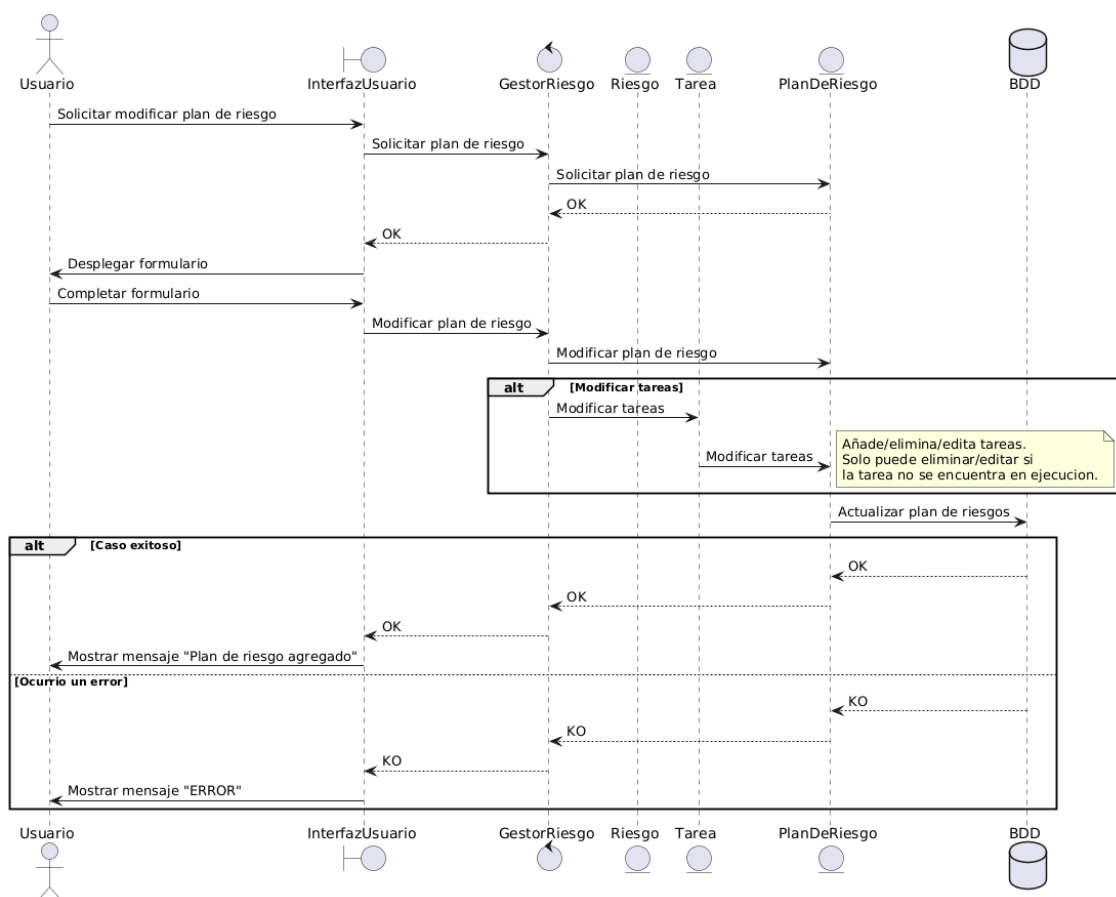 Usuario
InterfazUsuario
GestorRiesgo
Riesgo
Tarea
PlanDeRiesgo
BDD
Solicitar modificar plan de riesgo
Solicitar plan de riesgo
Solicitar plan de riesgo
OK
OK
Desplegar formulario
Completar formulario
Modificar plan de riesgo
Modificar plan de riesgo
alt [Modificar tareas]
Modificar tareas
Modificar tareas
Añade/elimina/edita tareas.
Solo puede eliminar/editar si
la tarea no se encuentra en ejecucion.
Actualizar plan de riesgos
alt [Caso exitoso]
OK
OK
OK
Mostrar mensaje "Plan de riesgo agregado"
[Ocurrio un error]
KO
KO
KO
Mostrar mensaje "ERROR"
Usuario
InterfazUsuario
GestorRiesgo
Riesgo
Tarea
PlanDeRiesgo
BDD